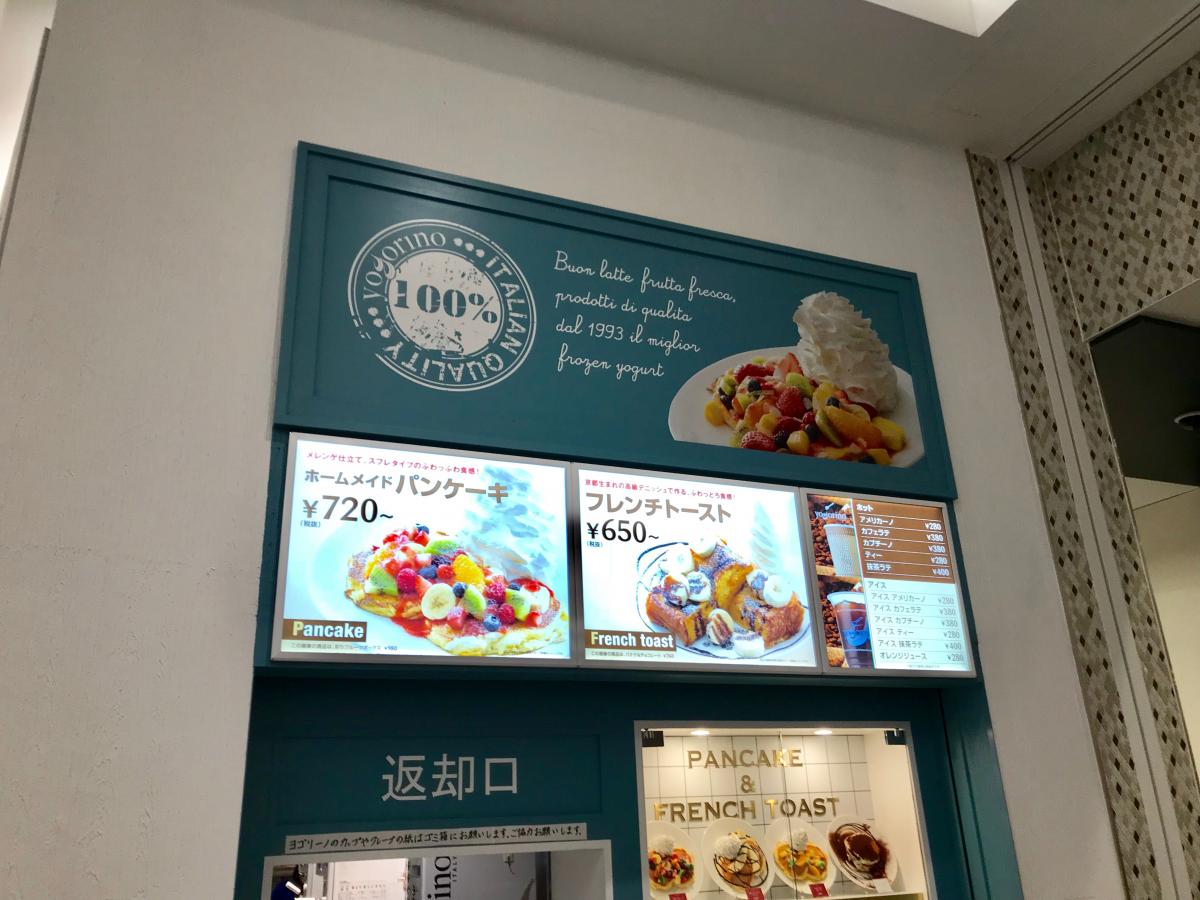 yogorino ••• ITALIAN QUALITY •••
100%
Buon latte frutta fresca,
prodotti di qualita
dal 1993 il miglior
frozen yogurt
メレンゲ仕立て、スフレタイプのふわっふわ食感!
ホームメイド パンケーキ
¥720~
(税抜)
Pancake
京都生まれの高級デニッシュで作る、ふわっとろ食感!
フレンチトースト
¥650~
(税抜)
French toast
yogorino
ホット
アメリカーノ ¥280
カフェラテ ¥380
カプチーノ ¥380
ティー ¥280
抹茶ラテ ¥400
アイス
アイス アメリカーノ ¥280
アイス カフェラテ ¥380
アイス カプチーノ ¥380
アイス ティー ¥280
アイス 抹茶ラテ ¥400
オレンジジュース ¥280
返却口
ヨゴリーノのカップやクレープの紙はゴミ箱にお願いします。ご協力お願いします。
PANCAKE
&
FRENCH TOAST